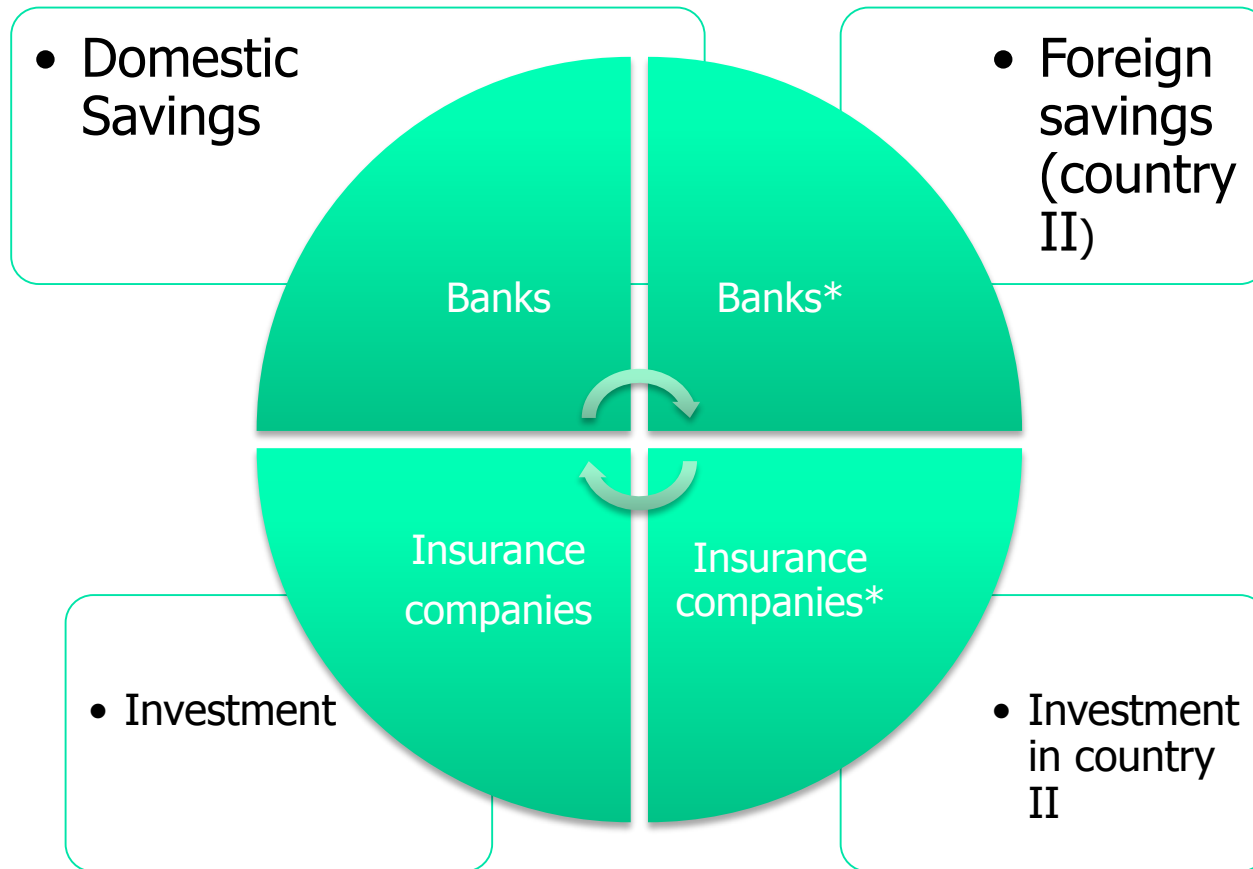 • Domestic
Savings
• Foreign
savings
(country
II)
Banks
Banks*
Insurance
companies
Insurance
companies*
• Investment
• Investment
in country
II